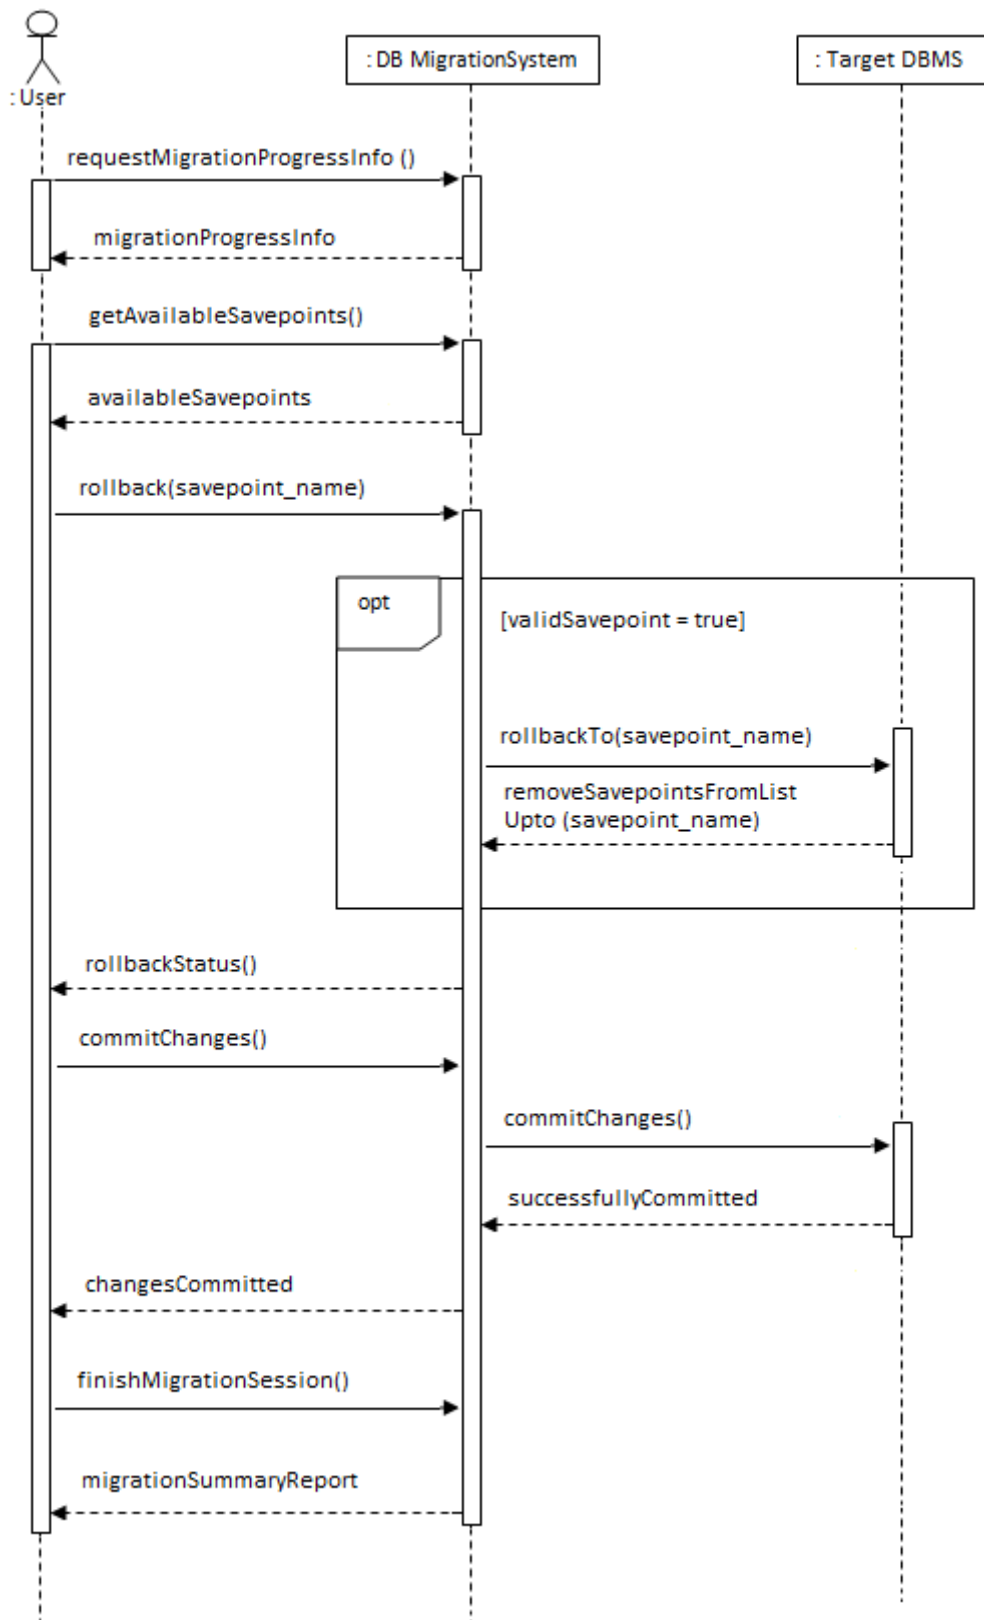 : User
: DB MigrationSystem
: Target DBMS
requestMigrationProgressInfo ()
migrationProgressInfo
getAvailableSavepoints()
availableSavepoints
rollback(savepoint_name)
opt
[validSavepoint = true]
rollbackTo(savepoint_name)
removeSavepointsFromList
Upto (savepoint_name)
rollbackStatus()
commitChanges()
commitChanges()
successfullyCommitted
changesCommitted
finishMigrationSession()
migrationSummaryReport